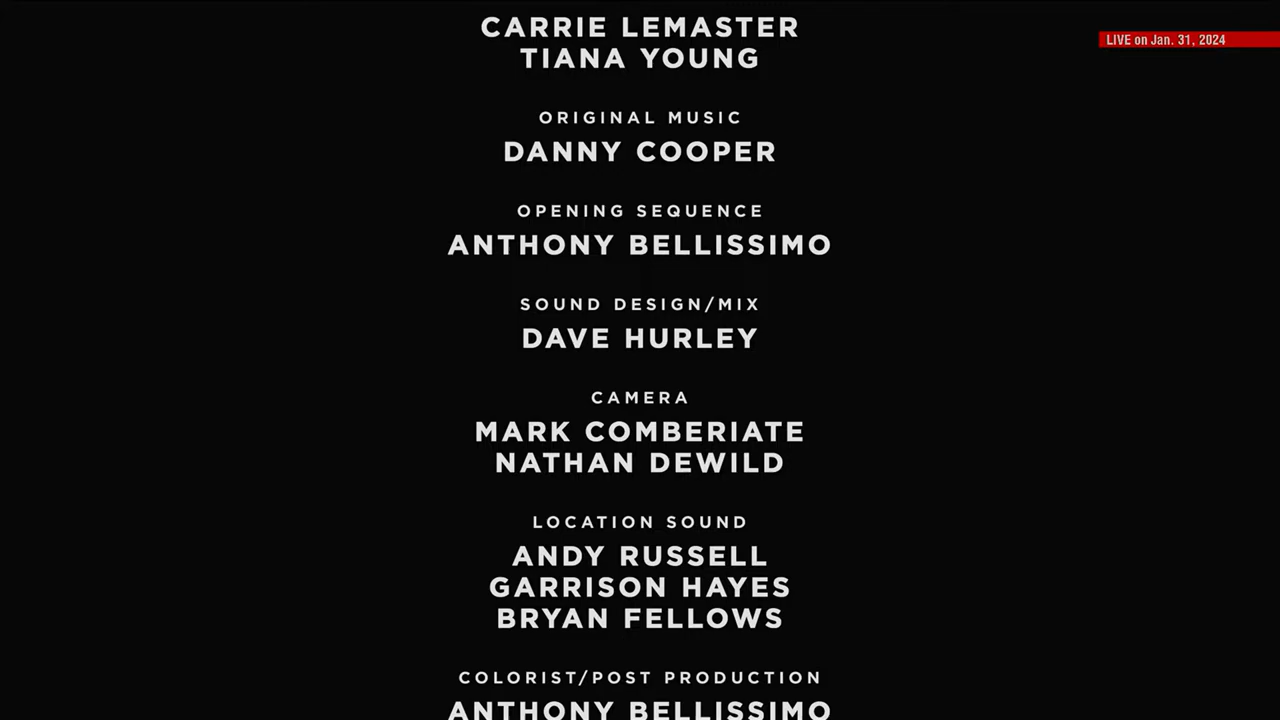 CARRIE LEMASTER
LIVE on Jan. 31, 2024
TIANA YOUNG
ORIGINAL MUSIC
DANNY COOPER
OPENING SEQUENCE
ANTHONY BELLISSIMO
SOUND DESIGN/MIX
DAVE HURLEY
CAMERA
MARK COMBERIATE
NATHAN DEWILD
LOCATION SOUND
ANDY RUSSELL
GARRISON HAYES
BRYAN FELLOWS
COLORIST/POST PRODUCTION
ANTHONY BELLISSIMO